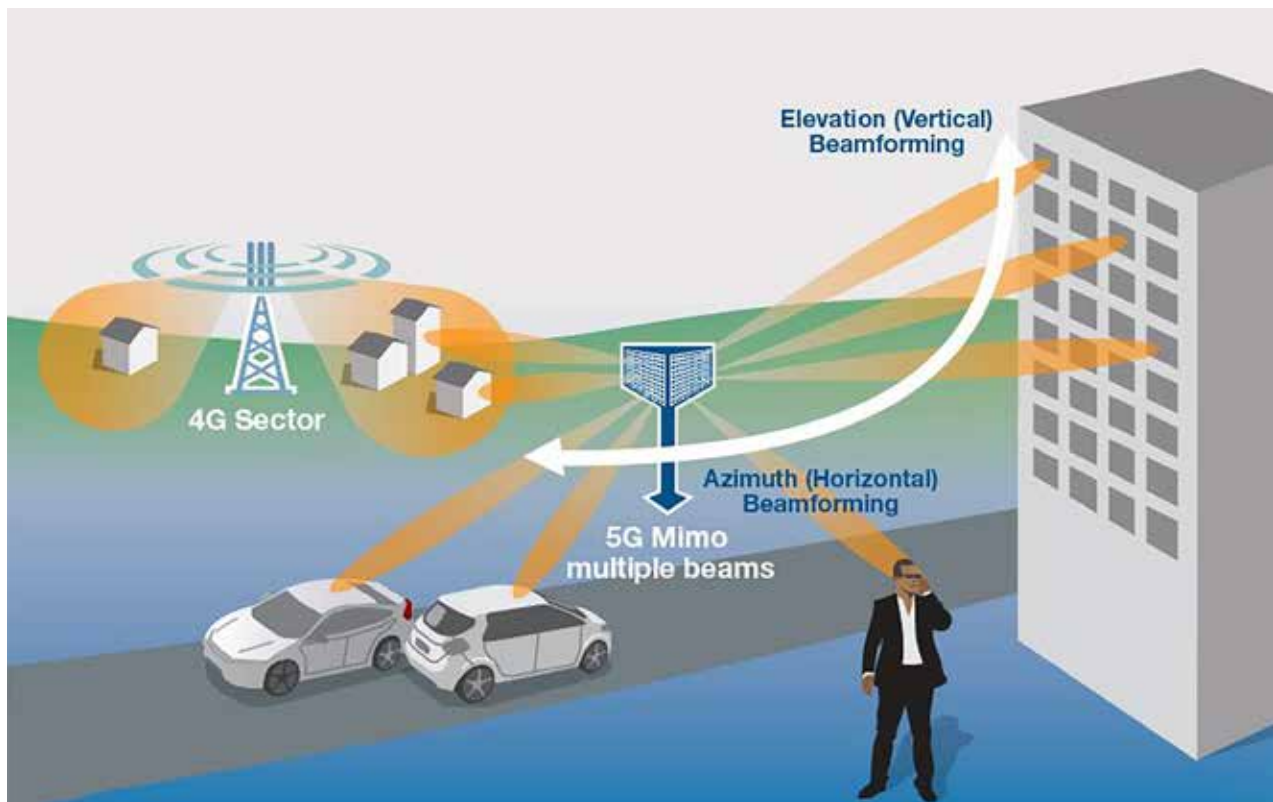 Elevation (Vertical)
Beamforming
4G Sector
Azimuth (Horizontal)
Beamforming
5G Mimo
multiple beams